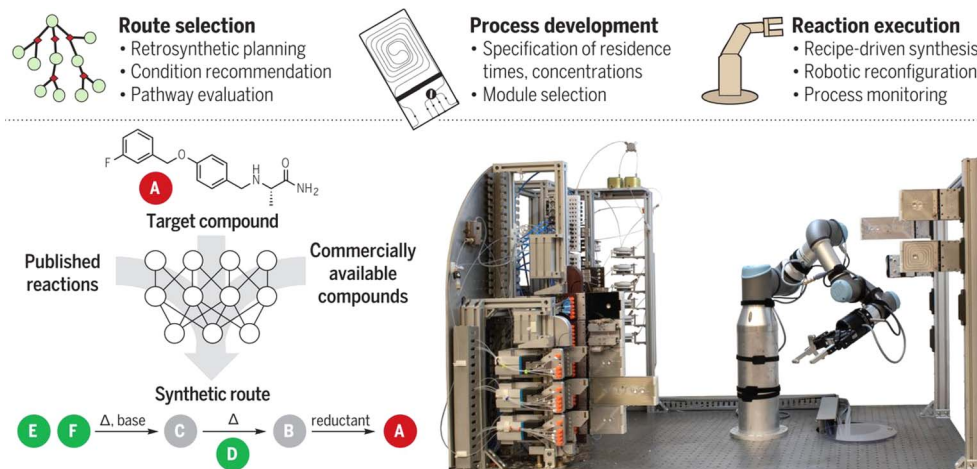 Route selection
• Retrosynthetic planning
• Condition recommendation
• Pathway evaluation
Process development
• Specification of residence
times, concentrations
• Module selection
Reaction execution
• Recipe-driven synthesis
• Robotic reconfiguration
• Process monitoring
F
O
H
N
O
NH₂
A
Target compound
Published
reactions
Commercially
available
compounds
Synthetic route
E
F
Δ, base
C
Δ
D
B
reductant
A